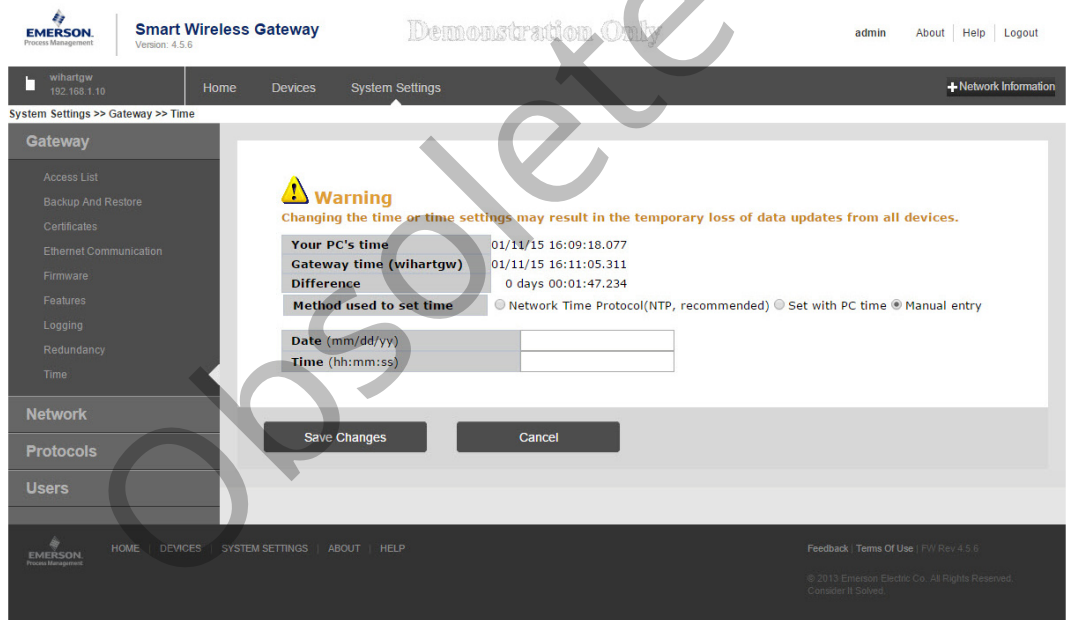 EMERSON.
Process Management
Smart Wireless Gateway
Version: 4.5.6
Demonstration Only
admin
About
Help
Logout
wihartgw
192.168.1.10
Home
Devices
System Settings
Network Information
System Settings >> Gateway >> Time
Gateway
Access List
Backup And Restore
Certificates
Ethernet Communication
Firmware
Features
Logging
Redundancy
Time
Network
Protocols
Users
Warning
Changing the time or time settings may result in the temporary loss of data updates from all devices.
Your PC's time 01/11/15 16:09:18.077
Gateway time (wihartgw) 01/11/15 16:11:05.311
Difference 0 days 00:01:47.234
Method used to set time Network Time Protocol(NTP, recommended) Set with PC time Manual entry
Date (mm/dd/yy)
Time (hh:mm:ss)
Save Changes
Cancel
Obsolete
EMERSON.
Process Management
HOME | DEVICES | SYSTEM SETTINGS | ABOUT | HELP
Feedback | Terms Of Use | FW Rev 4.5.6
© 2013 Emerson Electric Co. All Rights Reserved.
Consider It Solved.